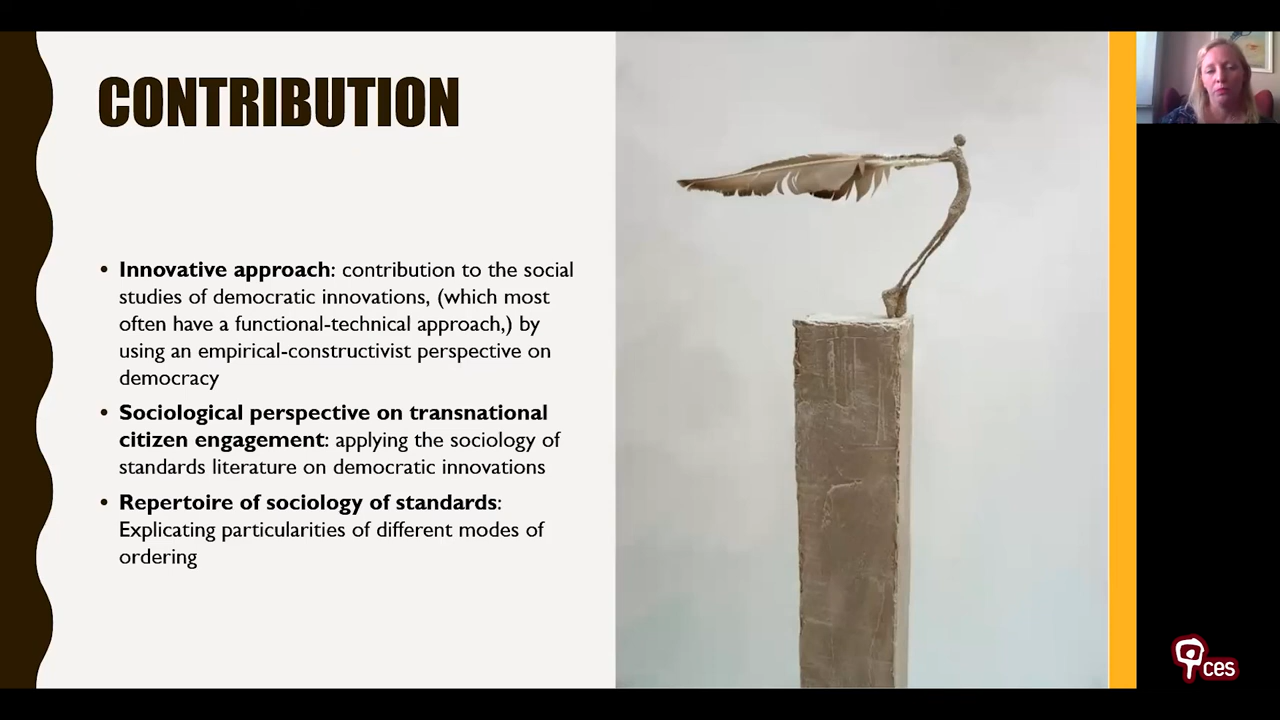 CONTRIBUTION
• Innovative approach: contribution to the social
studies of democratic innovations, (which most
often have a functional-technical approach,) by
using an empirical-constructivist perspective on
democracy
• Sociological perspective on transnational
citizen engagement: applying the sociology of
standards literature on democratic innovations
• Repertoire of sociology of standards:
Explicating particularities of different modes of
ordering
ces